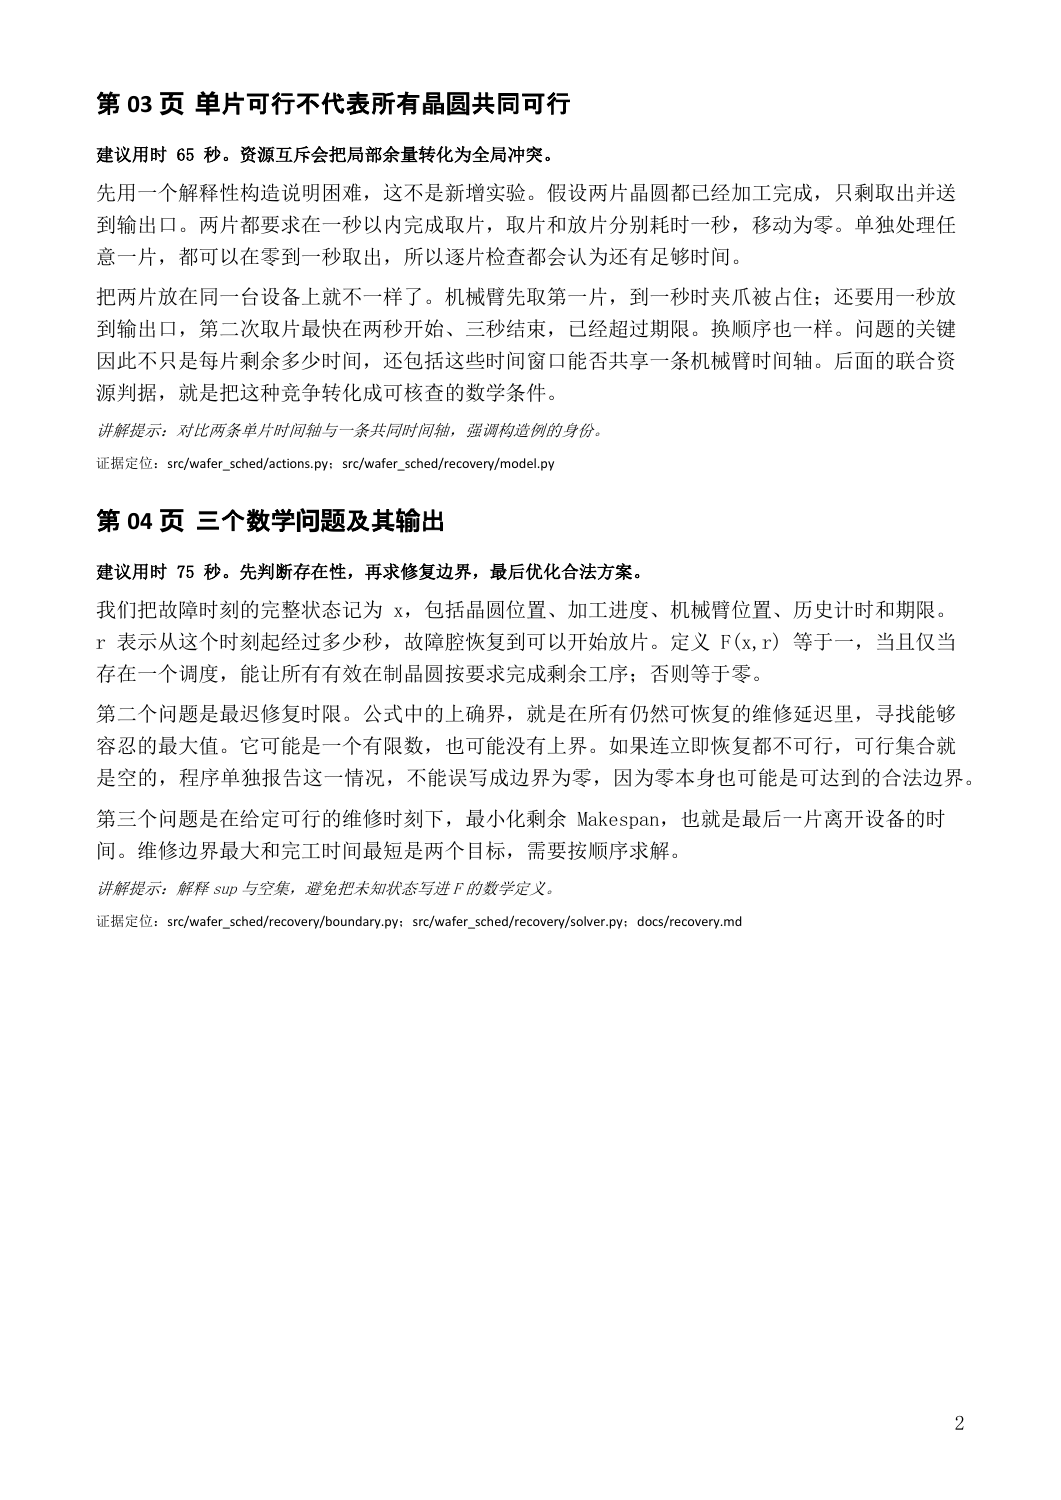 第 03 页 单片可行不代表所有晶圆共同可行
建议用时 65 秒。资源互斥会把局部余量转化为全局冲突。
先用一个解释性构造说明困难，这不是新增实验。假设两片晶圆都已经加工完成，只剩取出并送
到输出口。两片都要求在一秒以内完成取片，取片和放片分别耗时一秒，移动为零。单独处理任
意一片，都可以在零到一秒取出，所以逐片检查都会认为还有足够时间。
把两片放在同一台设备上就不一样了。机械臂先取第一片，到一秒时夹爪被占住；还要用一秒放
到输出口，第二次取片最快在两秒开始、三秒结束，已经超过期限。换顺序也一样。问题的关键
因此不只是每片剩余多少时间，还包括这些时间窗口能否共享一条机械臂时间轴。后面的联合资
源判据，就是把这种竞争转化成可核查的数学条件。
讲解提示：对比两条单片时间轴与一条共同时间轴，强调构造例的身份。
证据定位：src/wafer_sched/actions.py；src/wafer_sched/recovery/model.py
第 04 页 三个数学问题及其输出
建议用时 75 秒。先判断存在性，再求修复边界，最后优化合法方案。
我们把故障时刻的完整状态记为 x，包括晶圆位置、加工进度、机械臂位置、历史计时和期限。
r 表示从这个时刻起经过多少秒，故障腔恢复到可以开始放片。定义 F(x,r) 等于一，当且仅当
存在一个调度，能让所有有效在制晶圆按要求完成剩余工序；否则等于零。
第二个问题是最迟修复时限。公式中的上确界，就是在所有仍然可恢复的维修延迟里，寻找能够
容忍的最大值。它可能是一个有限数，也可能没有上界。如果连立即恢复都不可行，可行集合就
是空的，程序单独报告这一情况，不能误写成边界为零，因为零本身也可能是可达到的合法边界。
第三个问题是在给定可行的维修时刻下，最小化剩余 Makespan，也就是最后一片离开设备的时
间。维修边界最大和完工时间最短是两个目标，需要按顺序求解。
讲解提示：解释 sup 与空集，避免把未知状态写进 F 的数学定义。
证据定位：src/wafer_sched/recovery/boundary.py；src/wafer_sched/recovery/solver.py；docs/recovery.md
2